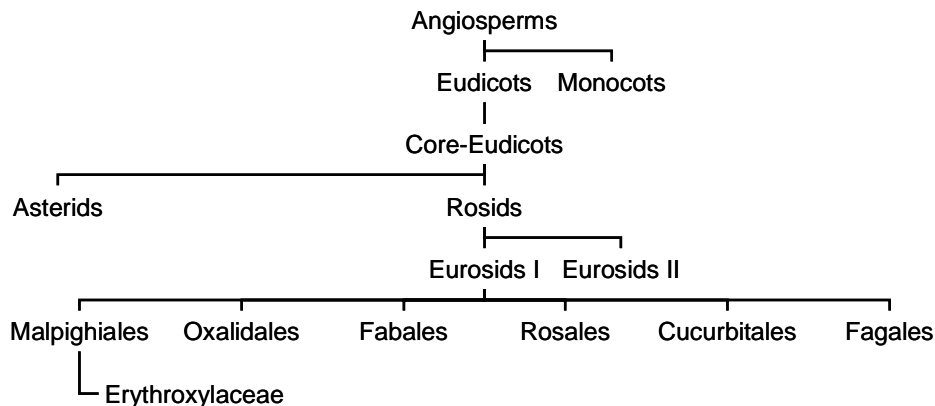 Angiosperms
Eudicots Monocots
Core-Eudicots
Asterids Rosids
Eurosids I Eurosids II
Malpighiales Oxalidales Fabales Rosales Cucurbitales Fagales
Erythroxylaceae